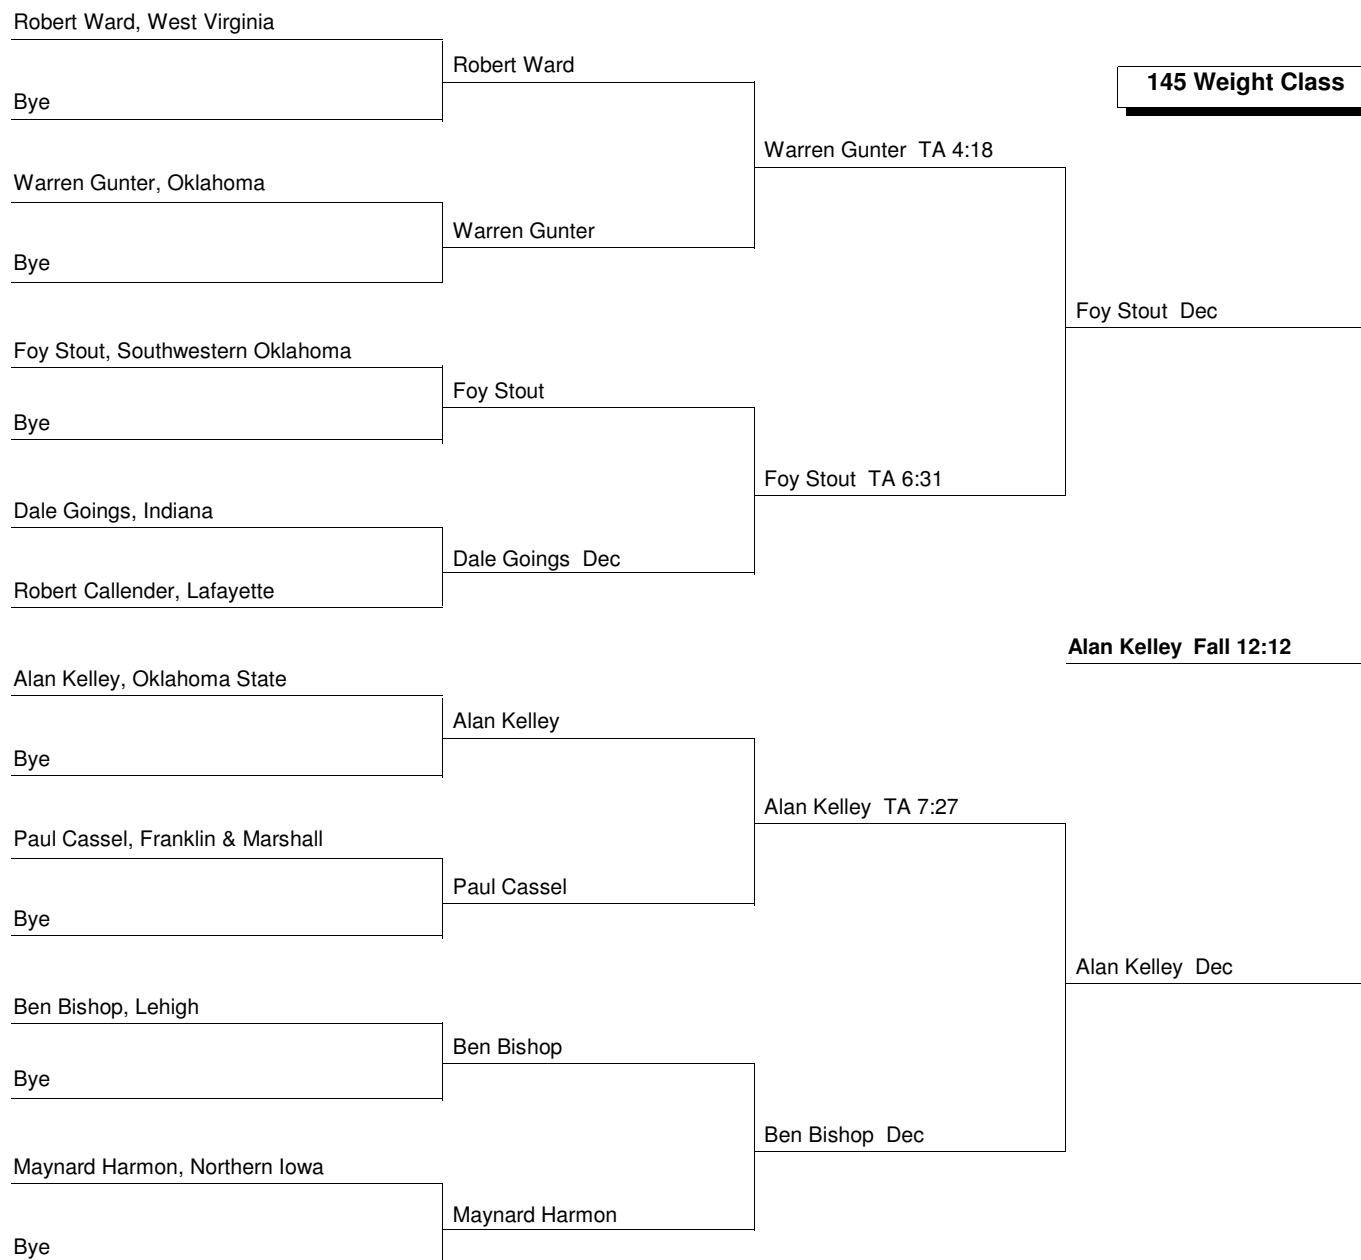 Robert Ward, West Virginia
Robert Ward
145 Weight Class
Bye
Warren Gunter TA 4:18
Warren Gunter, Oklahoma
Warren Gunter
Bye
Foy Stout Dec
Foy Stout, Southwestern Oklahoma
Foy Stout
Bye
Foy Stout TA 6:31
Dale Goings, Indiana
Dale Goings Dec
Robert Callender, Lafayette
Alan Kelley Fall 12:12
Alan Kelley, Oklahoma State
Alan Kelley
Bye
Alan Kelley TA 7:27
Paul Cassel, Franklin & Marshall
Paul Cassel
Bye
Alan Kelley Dec
Ben Bishop, Lehigh
Ben Bishop
Bye
Ben Bishop Dec
Maynard Harmon, Northern Iowa
Maynard Harmon
Bye